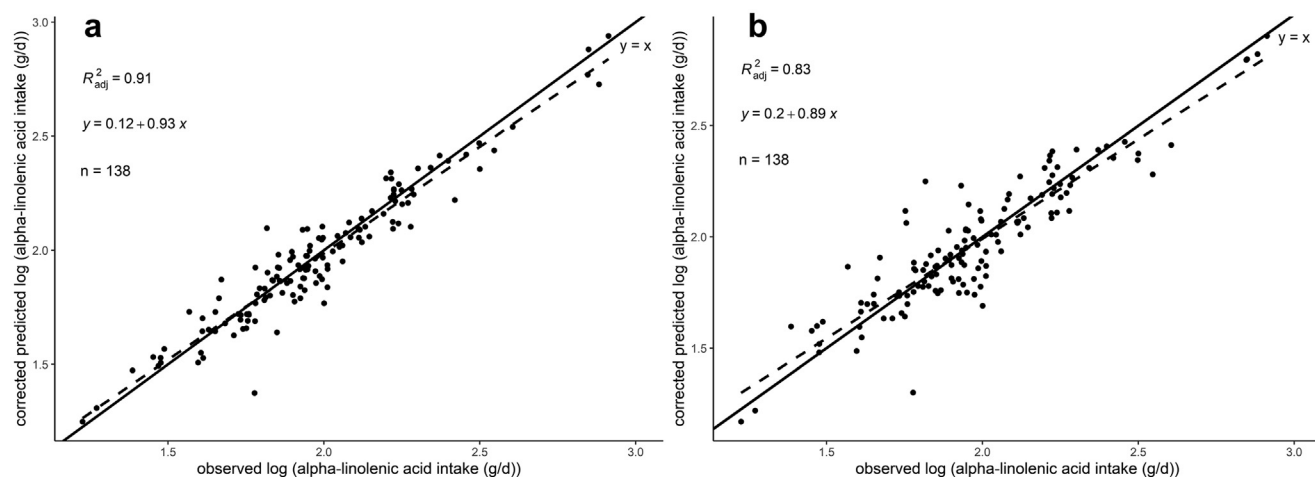 a
R²adj = 0.91
y = 0.12 + 0.93 x
n = 138
y = x
3.0
2.5
2.0
1.5
1.5
2.0
2.5
3.0
corrected predicted log (alpha-linolenic acid intake (g/d))
observed log (alpha-linolenic acid intake (g/d))
b
R²adj = 0.83
y = 0.2 + 0.89 x
n = 138
y = x
2.5
2.0
1.5
1.5
2.0
2.5
3.0
corrected predicted log (alpha-linolenic acid intake (g/d))
observed log (alpha-linolenic acid intake (g/d))